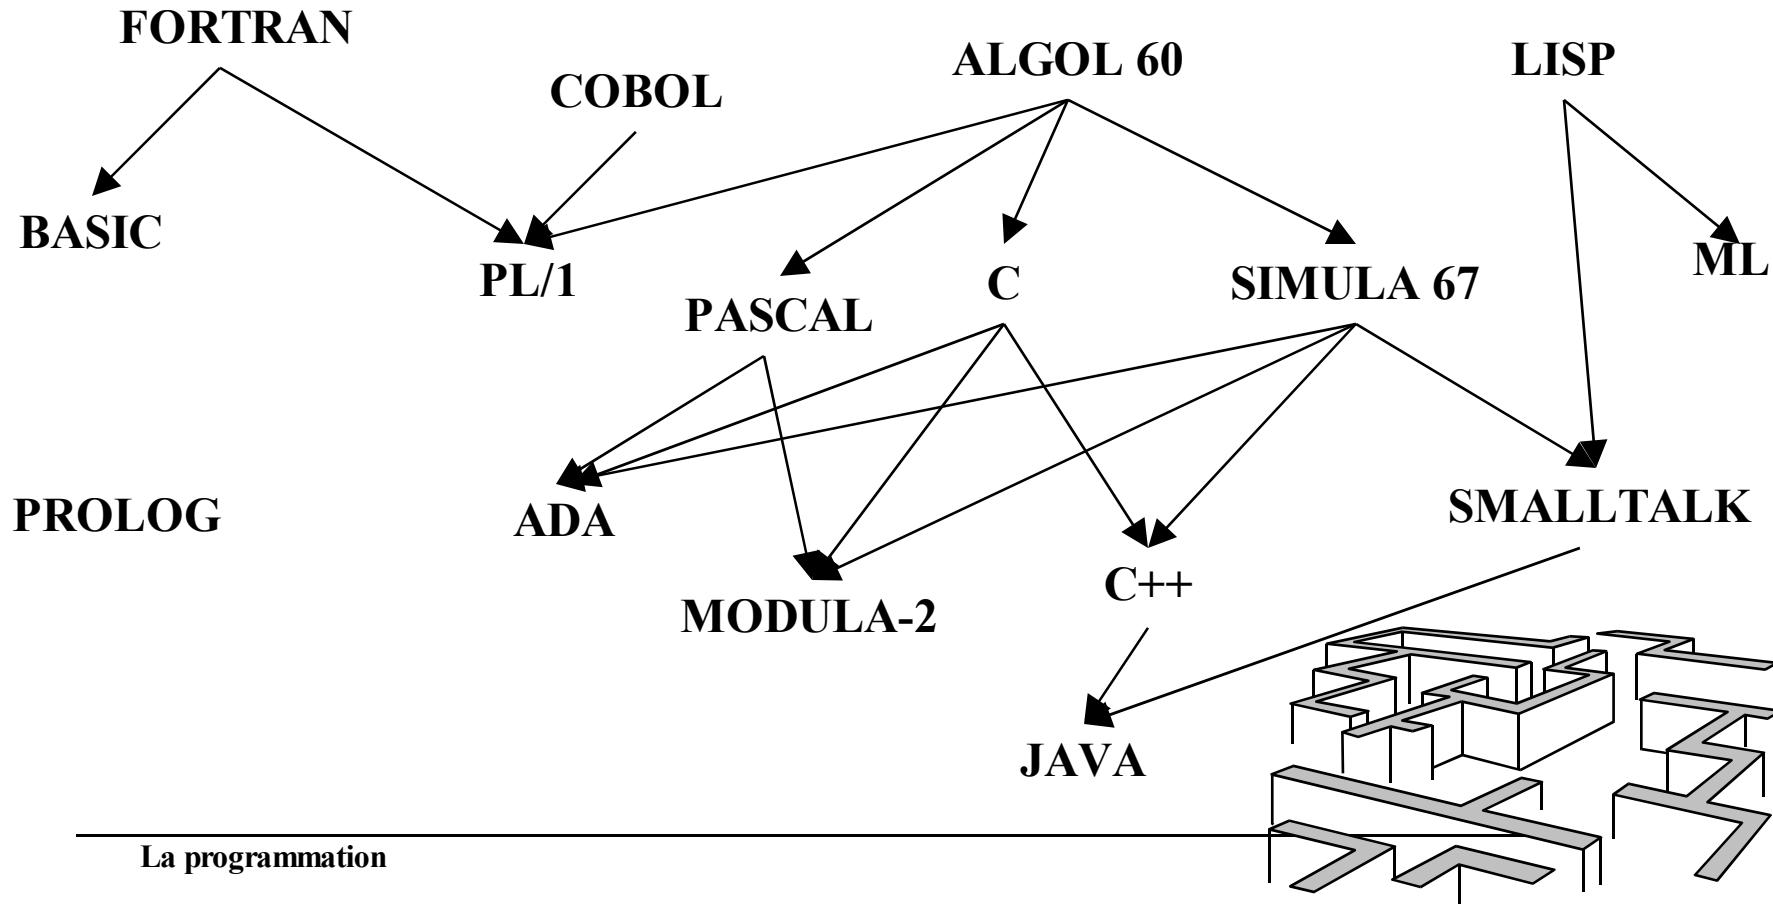 FORTRAN
ALGOL 60
LISP
COBOL
BASIC
PL/1
PASCAL
C
SIMULA 67
ML
PROLOG
ADA
SMALLTALK
MODULA-2
C++
JAVA
La programmation